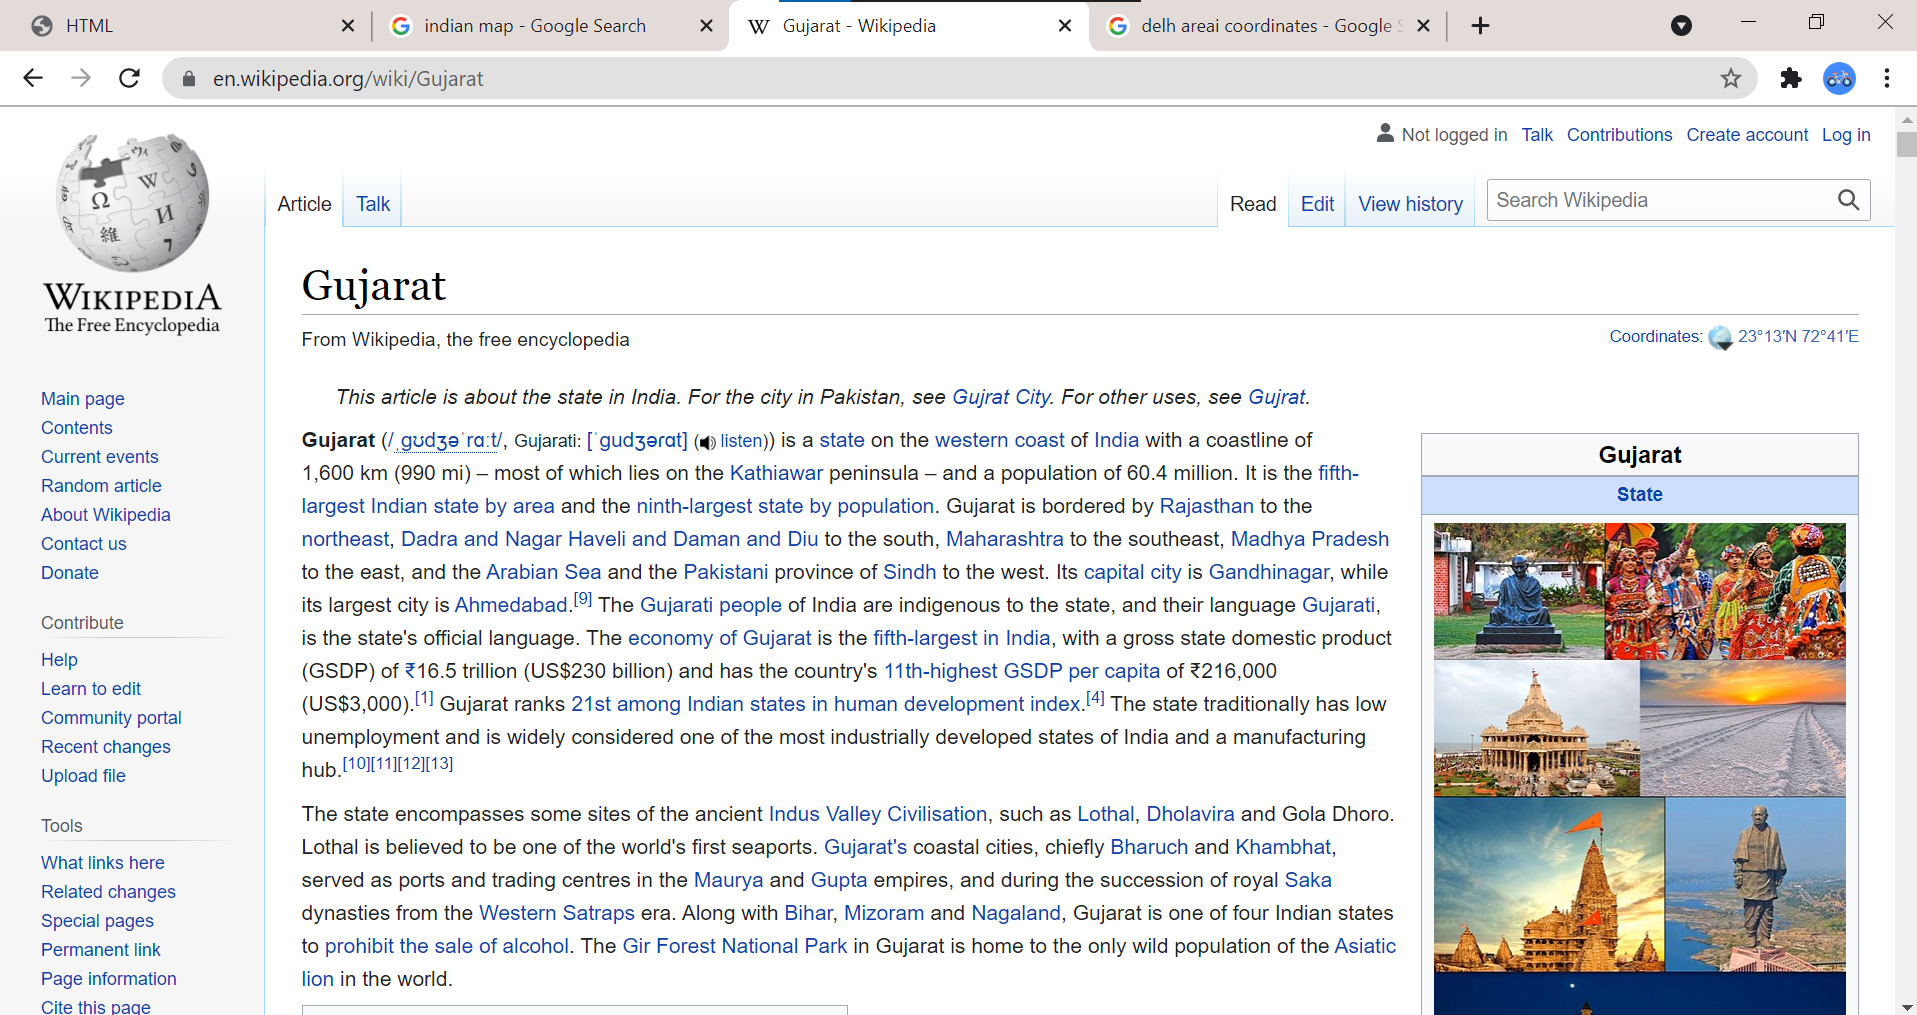 HTML
indian map - Google Search
Gujarat - Wikipedia
delh areai coordinates - Google S
en.wikipedia.org/wiki/Gujarat
Not logged in Talk Contributions Create account Log in
Article Talk
Read Edit View history
Search Wikipedia
WIKIPEDIA
The Free Encyclopedia
Main page
Contents
Current events
Random article
About Wikipedia
Contact us
Donate
Contribute
Help
Learn to edit
Community portal
Recent changes
Upload file
Tools
What links here
Related changes
Special pages
Permanent link
Page information
Cite this page
Gujarat
From Wikipedia, the free encyclopedia
Coordinates: 23°13′N 72°41′E
This article is about the state in India. For the city in Pakistan, see Gujrat City. For other uses, see Gujrat.
Gujarat (/ˌɡʊdʒəˈrɑːt/, Gujarati: [ˈɡudʒərɑt] (listen)) is a state on the western coast of India with a coastline of
1,600 km (990 mi) – most of which lies on the Kathiawar peninsula – and a population of 60.4 million. It is the fifth-
largest Indian state by area and the ninth-largest state by population. Gujarat is bordered by Rajasthan to the
northeast, Dadra and Nagar Haveli and Daman and Diu to the south, Maharashtra to the southeast, Madhya Pradesh
to the east, and the Arabian Sea and the Pakistani province of Sindh to the west. Its capital city is Gandhinagar, while
its largest city is Ahmedabad.[9] The Gujarati people of India are indigenous to the state, and their language Gujarati,
is the state's official language. The economy of Gujarat is the fifth-largest in India, with a gross state domestic product
(GSDP) of ₹16.5 trillion (US$230 billion) and has the country's 11th-highest GSDP per capita of ₹216,000
(US$3,000).[1] Gujarat ranks 21st among Indian states in human development index.[4] The state traditionally has low
unemployment and is widely considered one of the most industrially developed states of India and a manufacturing
hub.[10][11][12][13]
The state encompasses some sites of the ancient Indus Valley Civilisation, such as Lothal, Dholavira and Gola Dhoro.
Lothal is believed to be one of the world's first seaports. Gujarat's coastal cities, chiefly Bharuch and Khambhat,
served as ports and trading centres in the Maurya and Gupta empires, and during the succession of royal Saka
dynasties from the Western Satraps era. Along with Bihar, Mizoram and Nagaland, Gujarat is one of four Indian states
to prohibit the sale of alcohol. The Gir Forest National Park in Gujarat is home to the only wild population of the Asiatic
lion in the world.
Gujarat
State